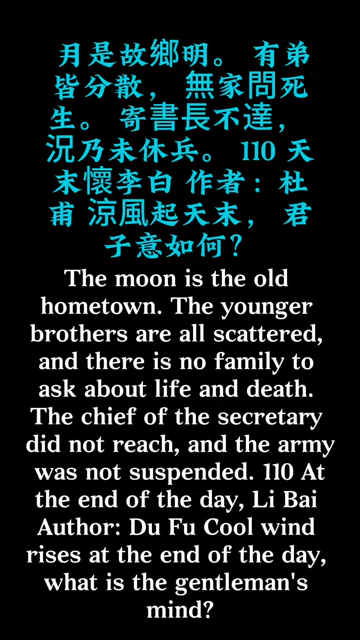 月是故鄉明。 有弟
皆分散， 無家問死
生。 寄書長不達，
況乃未休兵。 110 天
末懷李白 作者：杜
甫 涼風起天末， 君
子意如何？
The moon is the old
hometown. The younger
brothers are all scattered,
and there is no family to
ask about life and death.
The chief of the secretary
did not reach, and the army
was not suspended. 110 At
the end of the day, Li Bai
Author: Du Fu Cool wind
rises at the end of the day,
what is the gentleman's
mind?